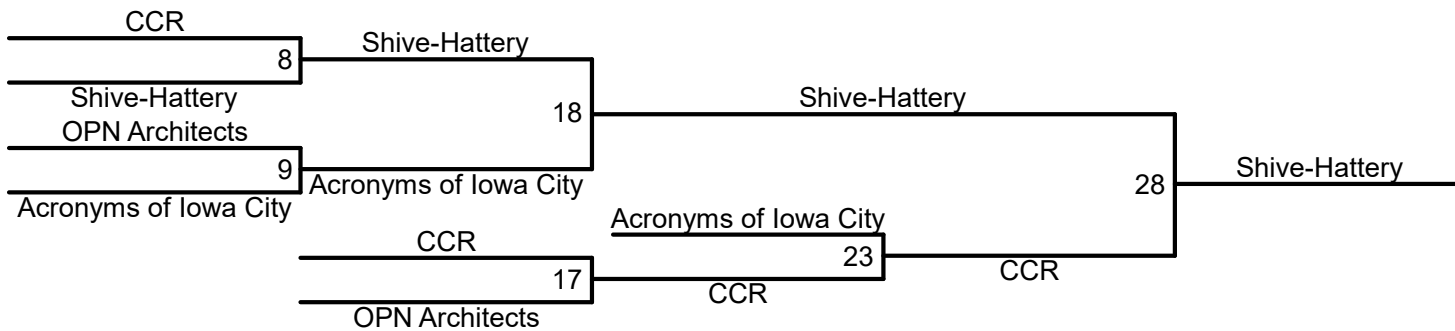 CCR
8
Shive-Hattery
Shive-Hattery
OPN Architects
9
Acronyms of Iowa City
18
Acronyms of Iowa City
Shive-Hattery
CCR
17
OPN Architects
Acronyms of Iowa City
23
CCR
CCR
28
Shive-Hattery